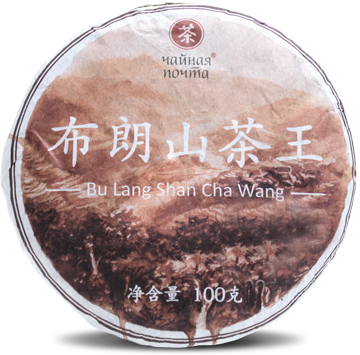 茶
чайная®
почта
布朗山茶王
Bu Lang Shan Cha Wang
净含量 100克